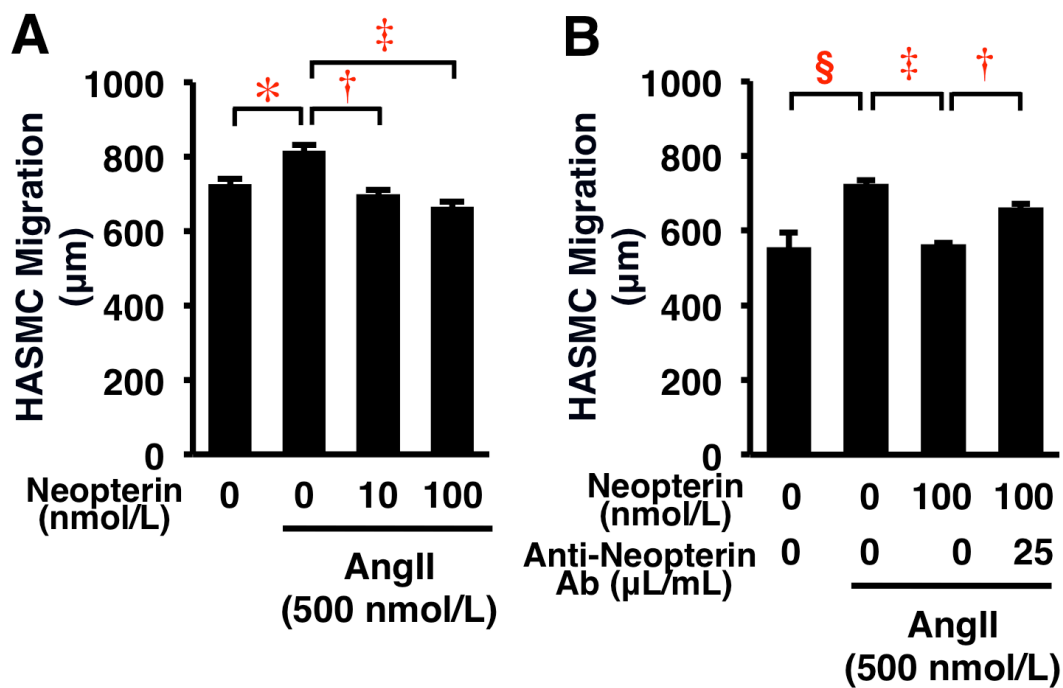 A
‡
* †
1000
800
600
400
200
0
HASMC Migration
(µm)
Neopterin
(nmol/L)
0 0 10 100
AngII
(500 nmol/L)
B
§ ‡ †
1000
800
600
400
200
0
HASMC Migration
(µm)
Neopterin
(nmol/L)
0 0 100 100
Anti-Neopterin
Ab (µL/mL)
0 0 0 25
AngII
(500 nmol/L)